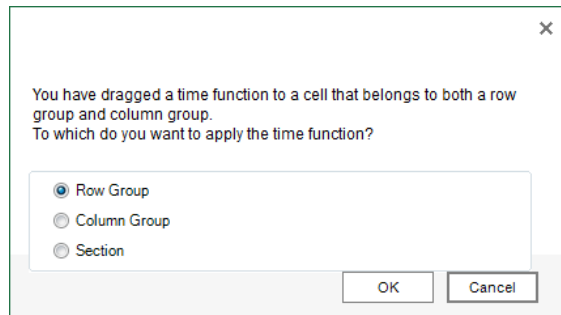 You have dragged a time function to a cell that belongs to both a row
group and column group.
To which do you want to apply the time function?
Row Group
Column Group
Section
OK
Cancel